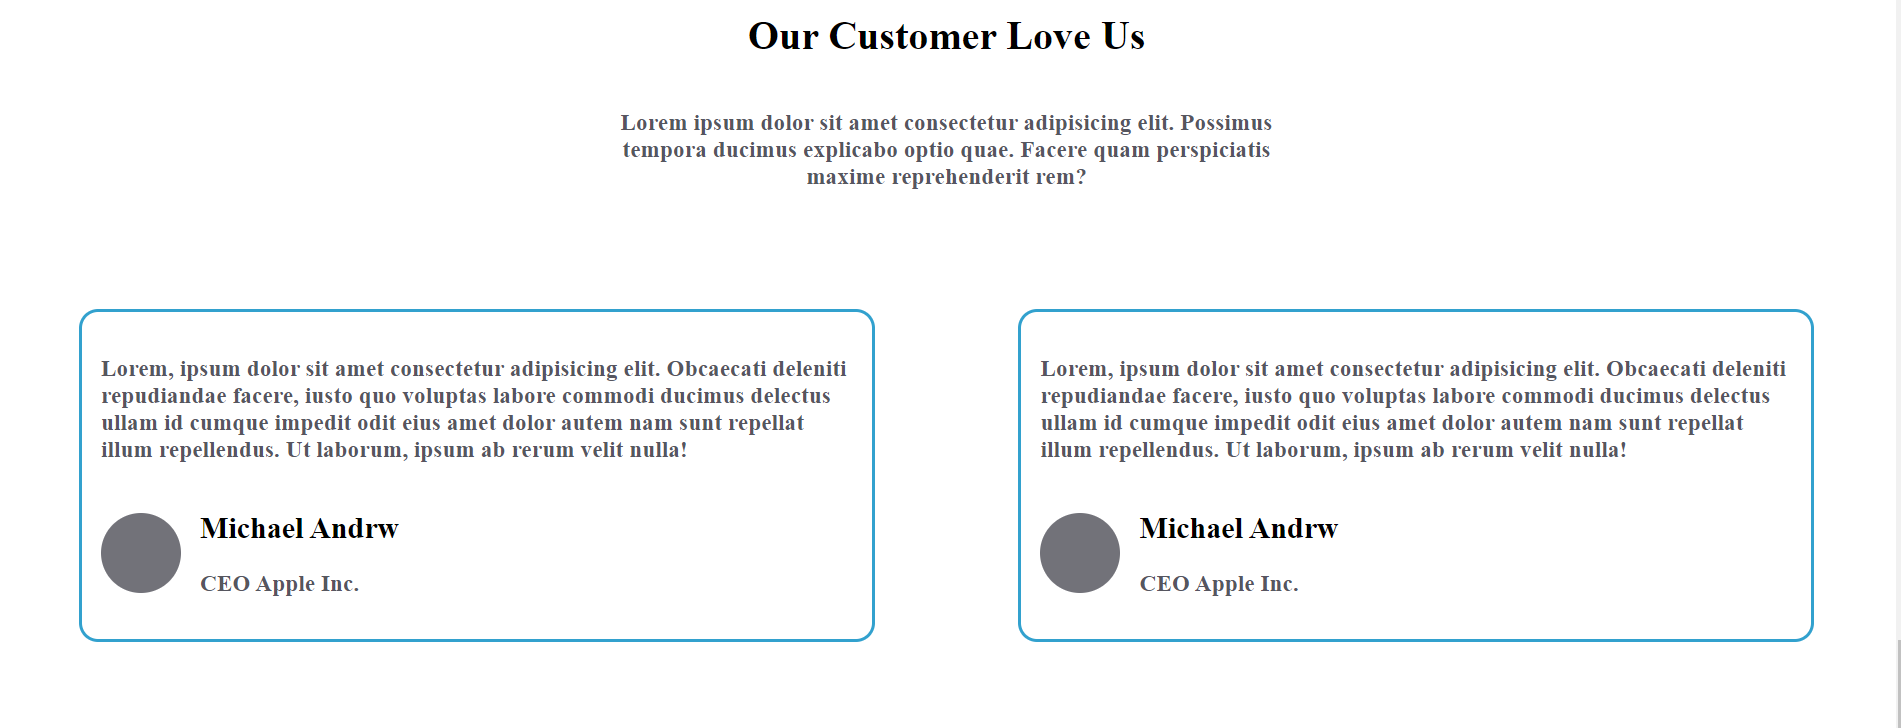 Our Customer Love Us
Lorem ipsum dolor sit amet consectetur adipisicing elit. Possimus
tempora ducimus explicabo optio quae. Facere quam perspiciatis
maxime reprehenderit rem?
Lorem, ipsum dolor sit amet consectetur adipisicing elit. Obcaecati deleniti
repudiandae facere, iusto quo voluptas labore commodi ducimus delectus
ullam id cumque impedit odit eius amet dolor autem nam sunt repellat
illum repellendus. Ut laborum, ipsum ab rerum velit nulla!
Michael Andrw
CEO Apple Inc.
Lorem, ipsum dolor sit amet consectetur adipisicing elit. Obcaecati deleniti
repudiandae facere, iusto quo voluptas labore commodi ducimus delectus
ullam id cumque impedit odit eius amet dolor autem nam sunt repellat
illum repellendus. Ut laborum, ipsum ab rerum velit nulla!
Michael Andrw
CEO Apple Inc.